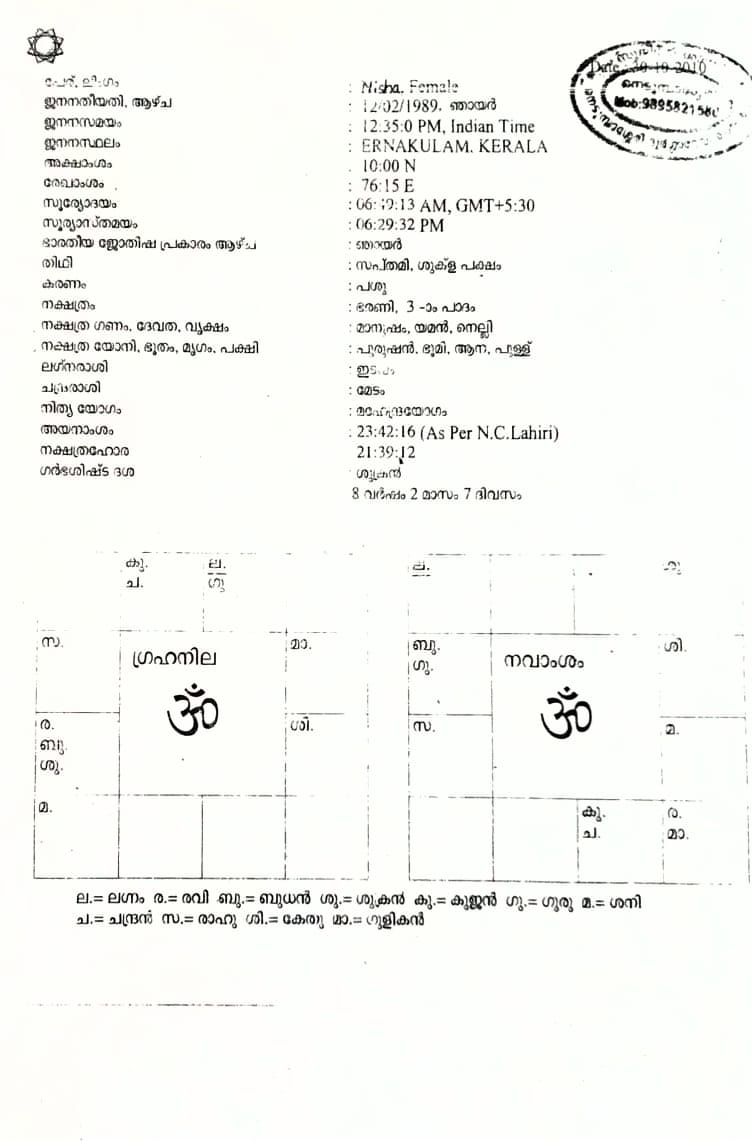 പേര്, ലിംഗം : Nisha, Female
ജനനതീയതി, ആഴ്ച : 12/02/1989, ഞായർ
ജനനസമയം : 12:35:0 PM, Indian Time
ജനനസ്ഥലം : ERNAKULAM, KERALA
അക്ഷാംശം 10:00 N
രേഖാംശം : 76:15 E
സൂര്യോദയം : 06:49:13 AM, GMT+5:30
സൂര്യാസ്തമയം : 06:29:32 PM
ഭാരതീയ ജ്യോതിഷ പ്രകാരം ആഴ്ച : ഞായർ
തിഥി : സപ്തമി, ശുക്ള പക്ഷം
കരണം : പശു
നക്ഷത്രം : ഭരണി, 3 -ാം പാദം
നക്ഷത്ര ഗണം, ദേവത, വൃക്ഷം : മാനുഷം, യമൻ, നെല്ലി
നക്ഷത്ര യോനി, ഭൂതം, മൃഗം, പക്ഷി : പുരുഷൻ, ഭൂമി, ആന, പുള്ള്
ലഗ്നരാശി : ഇടവം
ചന്ദ്രരാശി : മേടം
നിത്യ യോഗം : മാഹേന്ദ്രയോഗം
അയനാംശം : 23:42:16 (As Per N.C.Lahiri)
നക്ഷത്രഹോര 21:39:12
ഗർഭശിഷ്ട ദശ : ശുക്രൻ
8 വർഷം 2 മാസം 7 ദിവസം
Date : 30-10-2010
Mob:9895821580
കു. ല.
ച. ഗു
സ. മാ.
ഗ്രഹനില
ॐ
ര. ശി.
ബു.
ശു.
മ.
ല. ശു
ബു. ശി.
ഗു.
നവാംശം
ॐ
സ. മ.
കു. ര.
ച. മാ.
ല.= ലഗ്നം ര.= രവി ബു.= ബുധൻ ശു.= ശുക്രൻ കു.= കുജൻ ഗു.= ഗുരു മ.= ശനി
ച.= ചന്ദ്രൻ സ.= രാഹു ശി.= കേതു മാ.= ഗുളികൻ